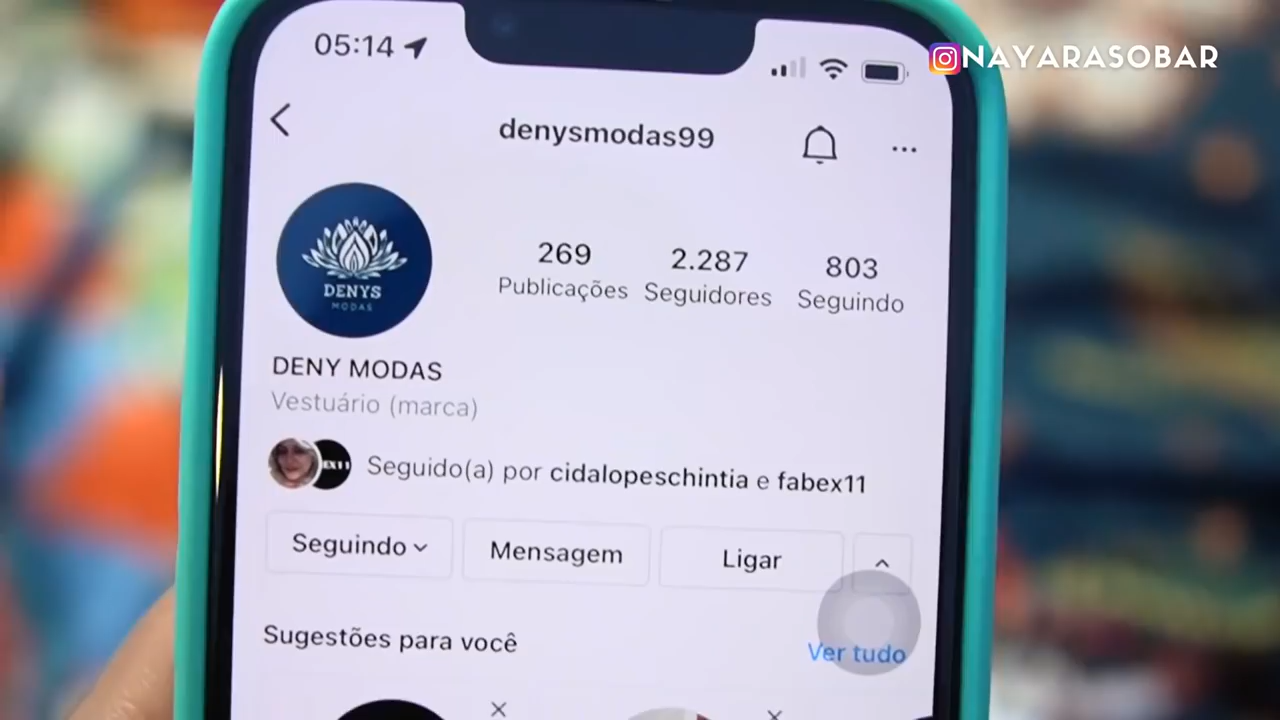 NAYARASOBAR
05:14
denysmodas99
DENYS
MODAS
269
Publicações
2.287
Seguidores
803
Seguindo
DENY MODAS
Vestuário (marca)
Seguido(a) por cidalopeschintia e fabex11
Seguindo
Mensagem
Ligar
Sugestões para você
Ver tudo